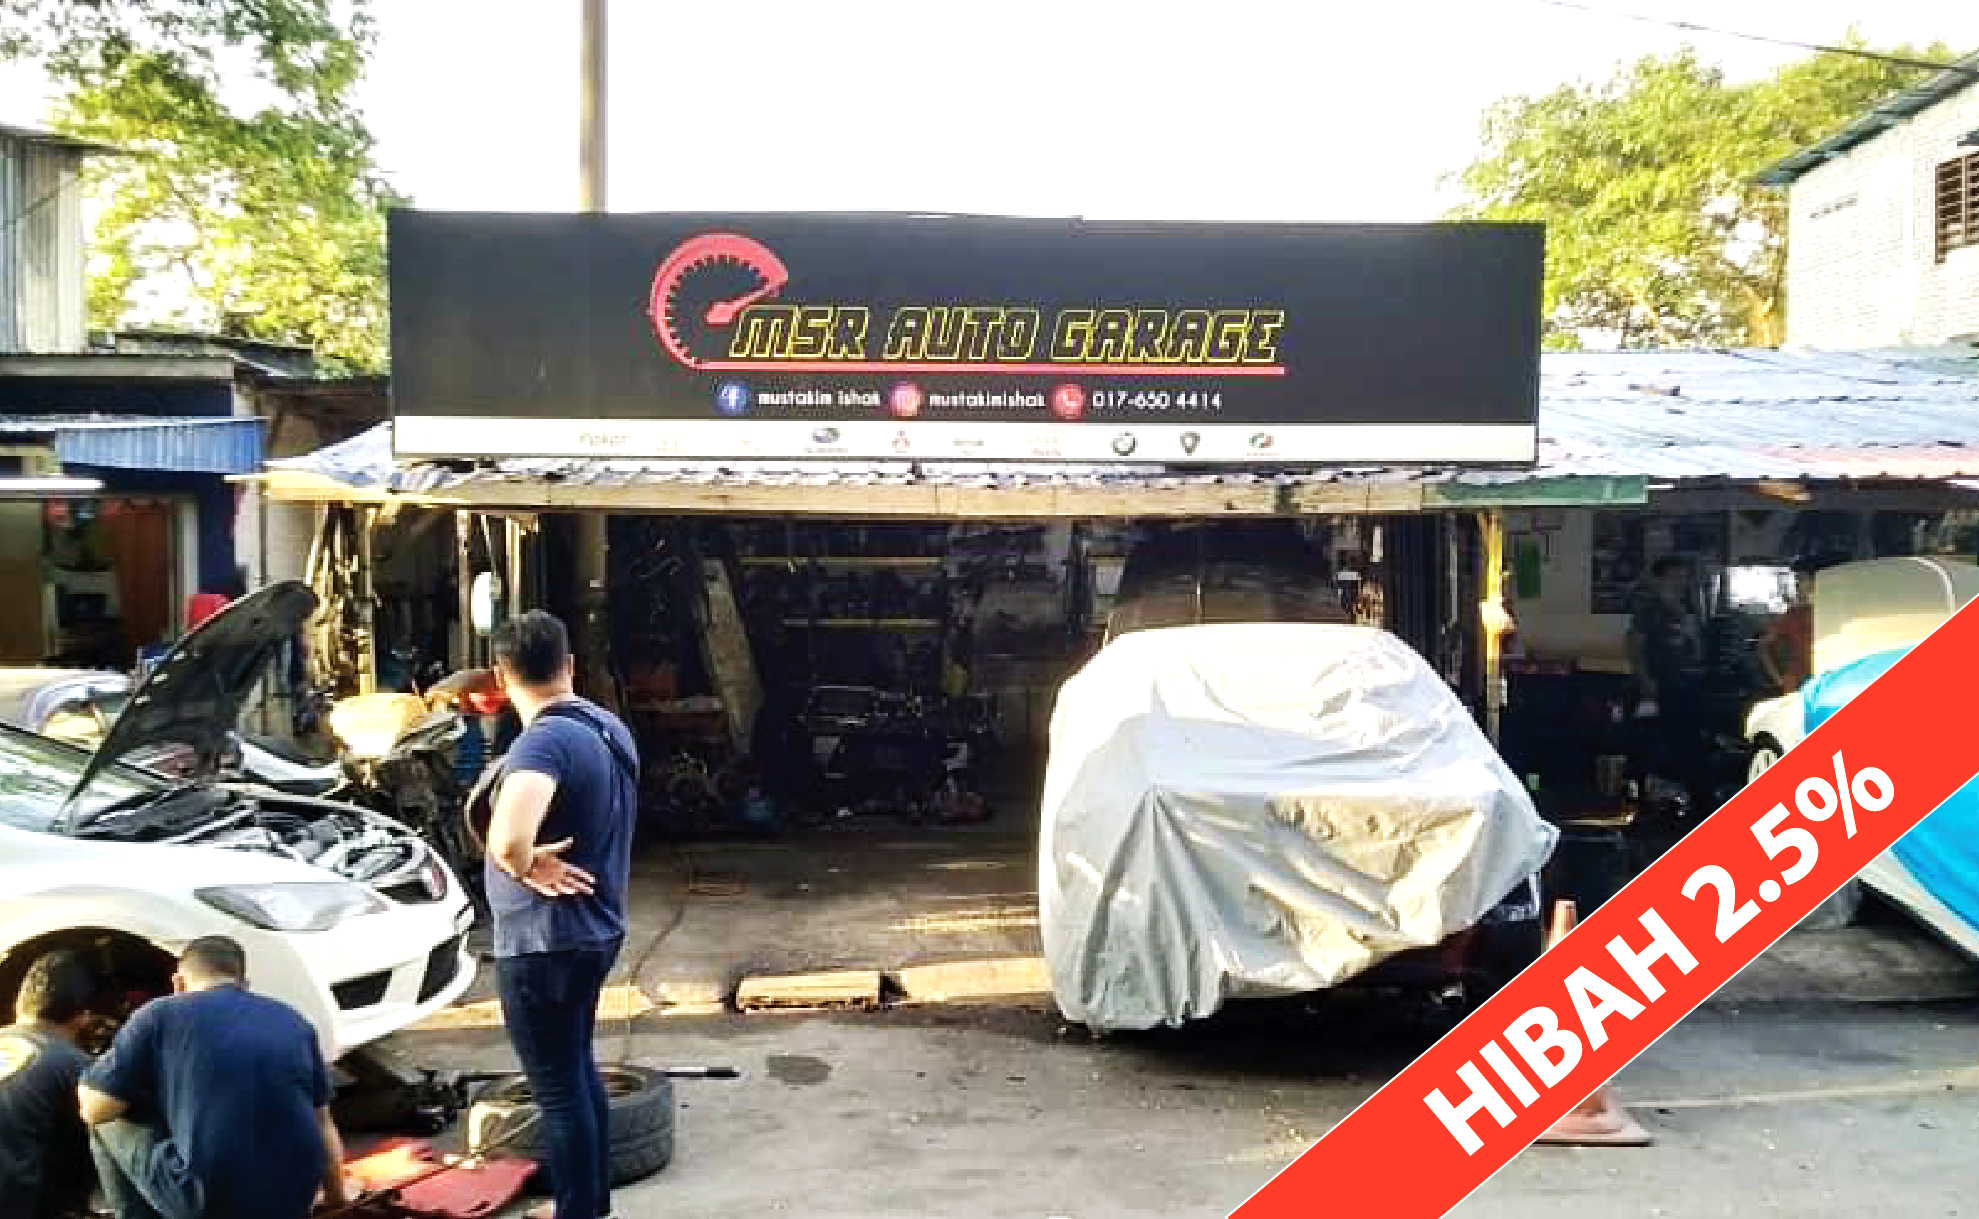 MSR AUTO GARAGE
mustakim ishak mustakimishak 017-650 4414
HIBAH 2.5%